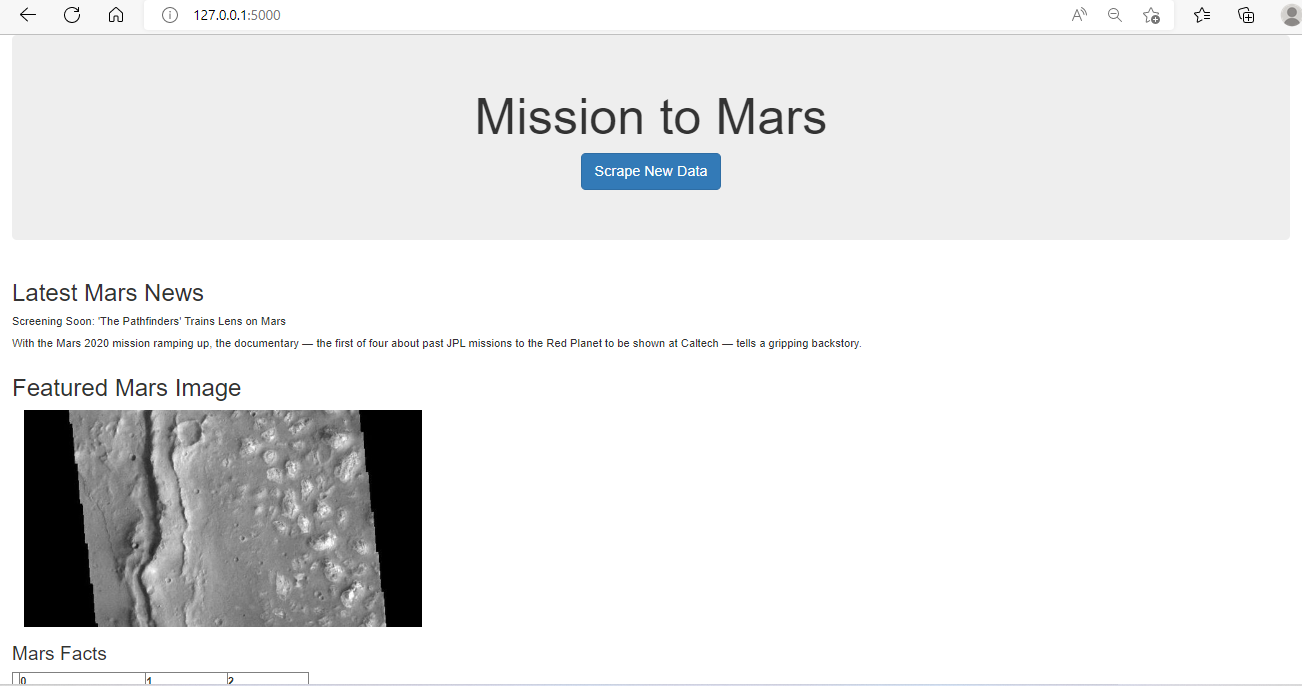 127.0.0.1:5000
Mission to Mars
Scrape New Data
Latest Mars News
Screening Soon: 'The Pathfinders' Trains Lens on Mars
With the Mars 2020 mission ramping up, the documentary — the first of four about past JPL missions to the Red Planet to be shown at Caltech — tells a gripping backstory.
Featured Mars Image
Mars Facts
0 1 2